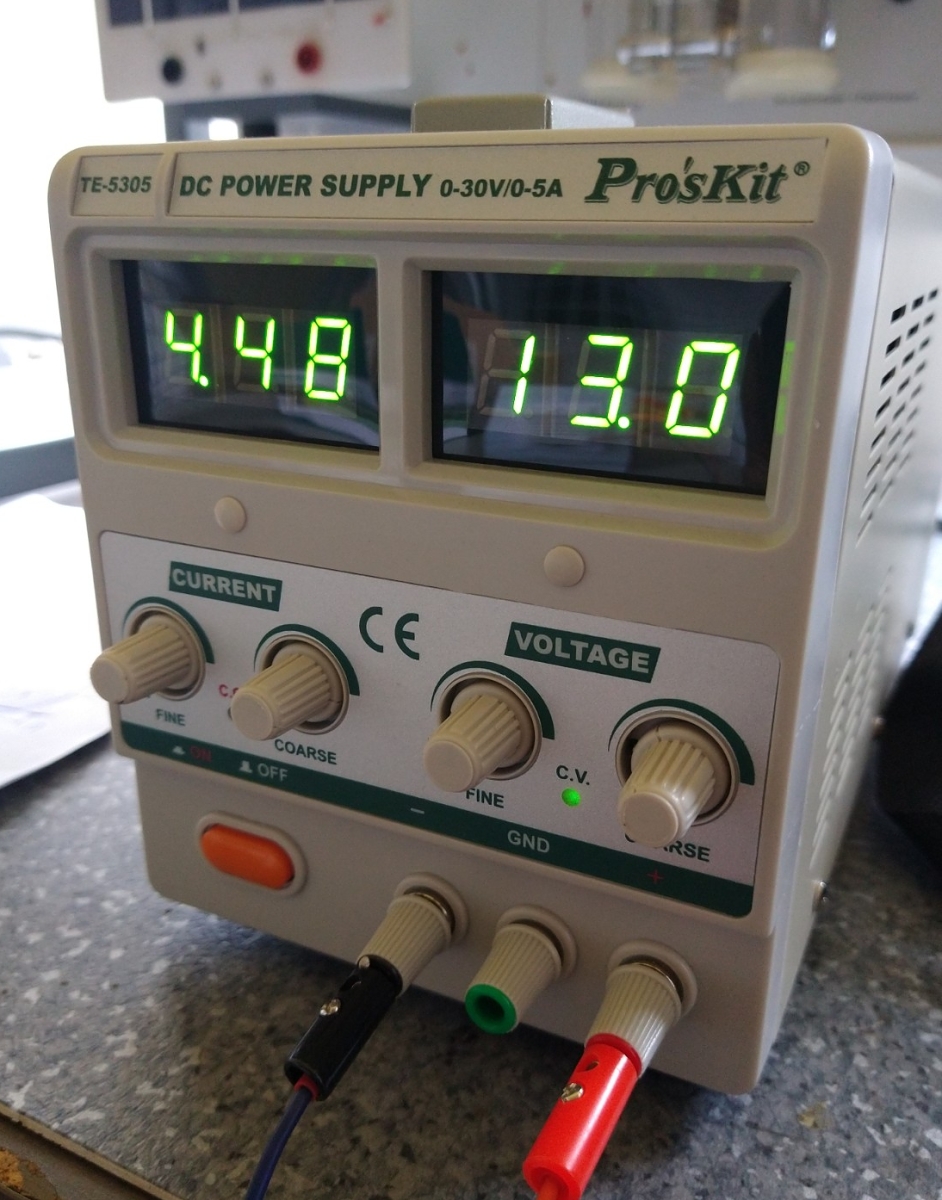 TE-5305 DC POWER SUPPLY 0-30V/0-5A Pro'sKit®
4.48 13.0
CURRENT CE VOLTAGE
FINE COARSE FINE C.V.
ON OFF − GND +